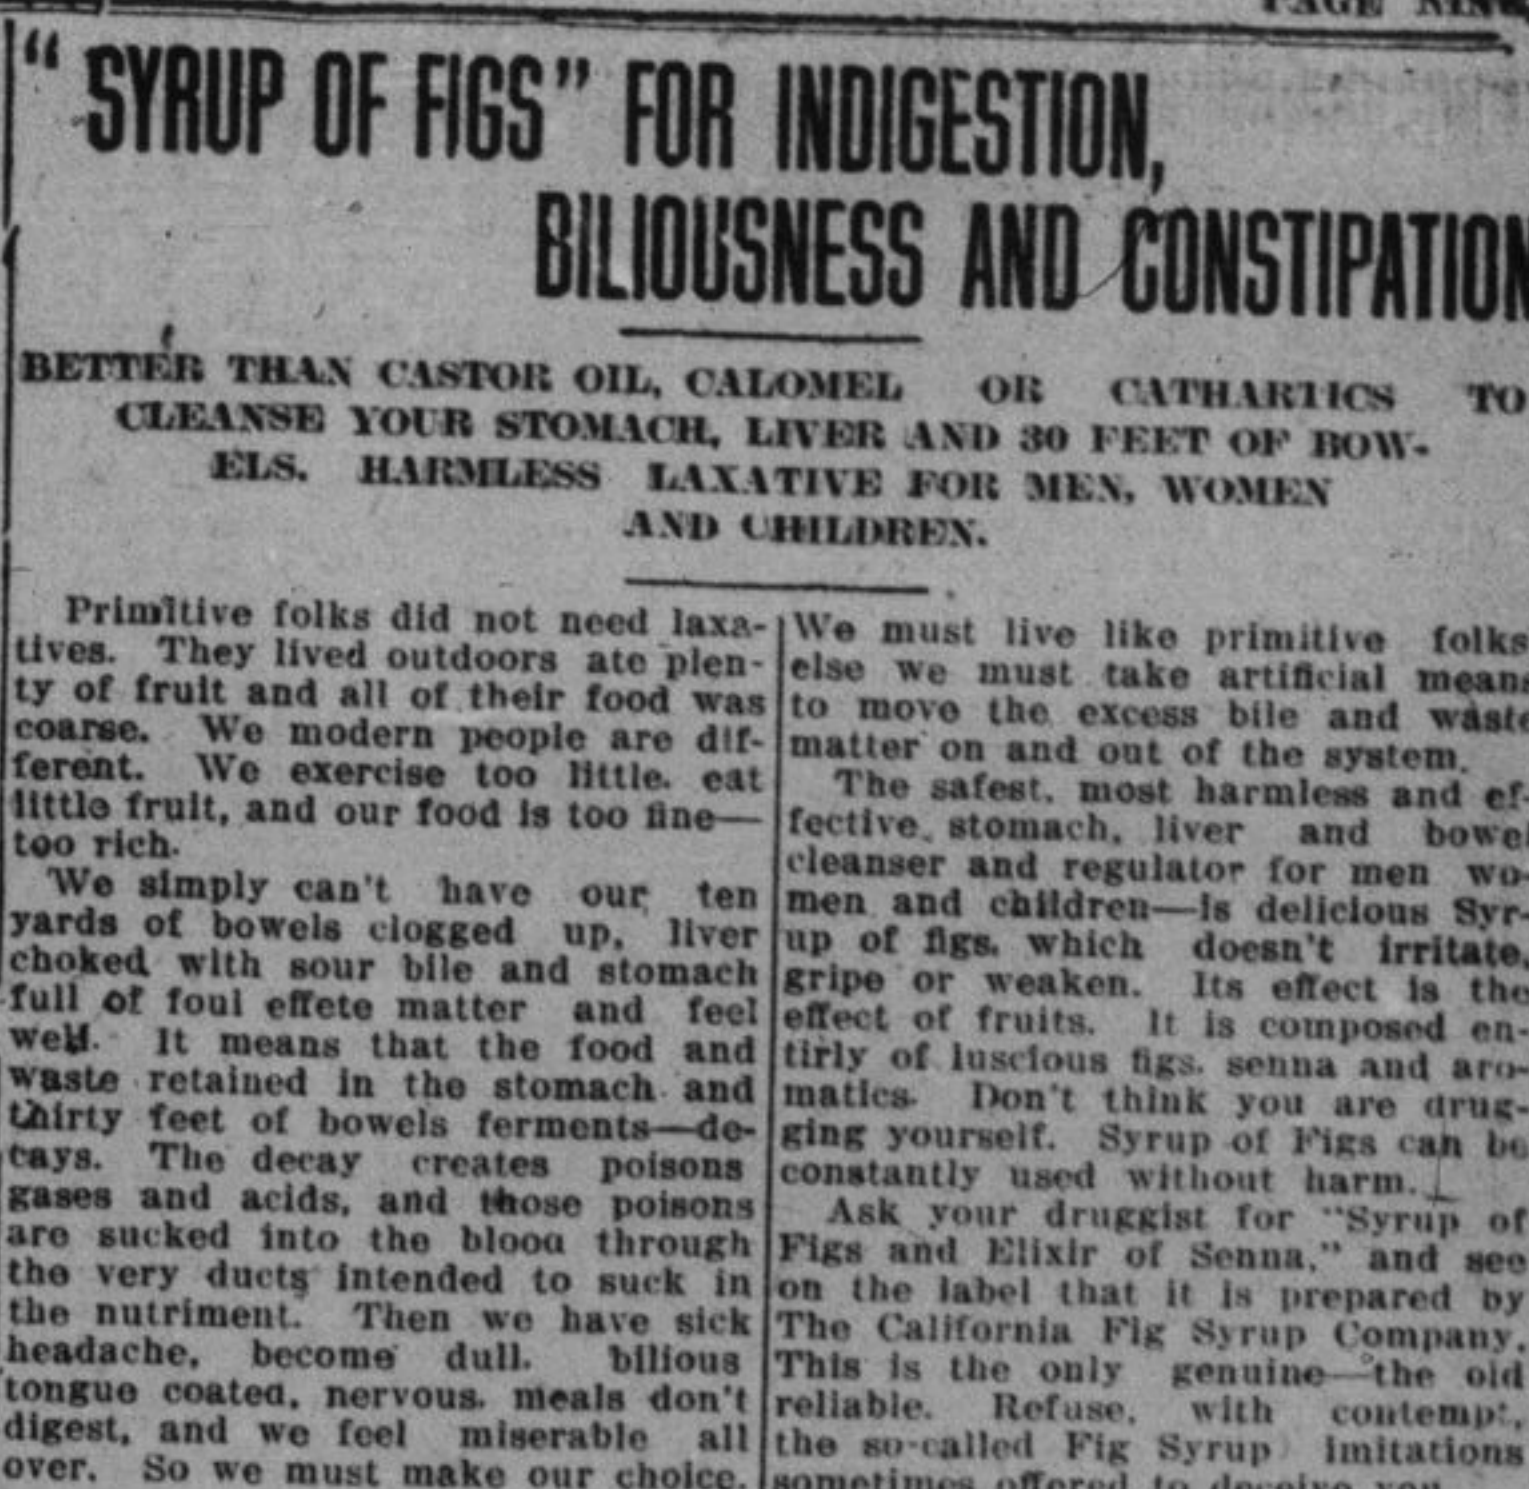 PAGE NINE
"SYRUP OF FIGS" FOR INDIGESTION,
BILIOUSNESS AND CONSTIPATION
BETTER THAN CASTOR OIL, CALOMEL OR CATHARTICS TO
CLEANSE YOUR STOMACH, LIVER AND 30 FEET OF BOW-
ELS. HARMLESS LAXATIVE FOR MEN, WOMEN
AND CHILDREN.
Primitive folks did not need laxa-
tives. They lived outdoors ate plen-
ty of fruit and all of their food was
coarse. We modern people are dif-
ferent. We exercise too little. eat
little fruit, and our food is too fine—
too rich.
We simply can't have our ten
yards of bowels clogged up, liver
choked with sour bile and stomach
full of foul effete matter and feel
well. It means that the food and
waste retained in the stomach and
thirty feet of bowels ferments—de-
cays. The decay creates poisons
gases and acids, and those poisons
are sucked into the blood through
the very ducts intended to suck in
the nutriment. Then we have sick
headache, become dull. bilious
tongue coated, nervous. meals don't
digest, and we feel miserable all
over. So we must make our choice.
We must live like primitive folks
else we must take artificial means
to move the excess bile and waste
matter on and out of the system.
The safest. most harmless and ef-
fective, stomach, liver and bowel
cleanser and regulator for men wo-
men and children—is delicious Syr-
up of figs. which doesn't irritate,
gripe or weaken. Its effect is the
effect of fruits. It is composed en-
tirly of luscious figs. senna and aro-
matics. Don't think you are drug-
ging yourself. Syrup of Figs can be
constantly used without harm.
Ask your druggist for "Syrup of
Figs and Elixir of Senna," and see
on the label that it is prepared by
The California Fig Syrup Company.
This is the only genuine—the old
reliable. Refuse, with contempt,
the so-called Fig Syrup imitations
sometimes offered to deceive you